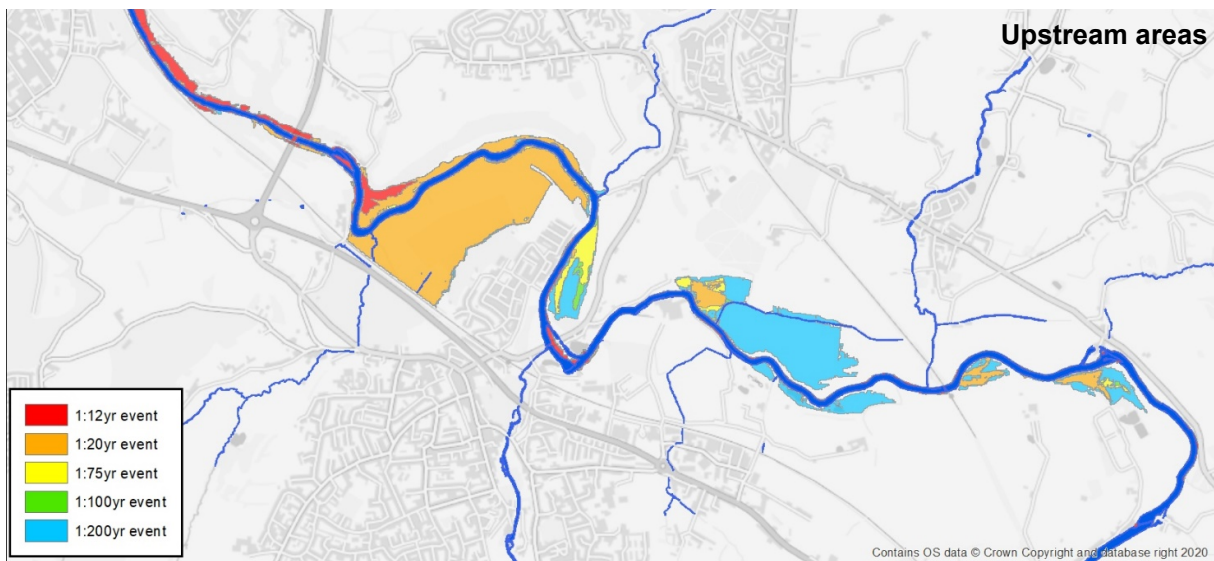 Upstream areas
1:12yr event
1:20yr event
1:75yr event
1:100yr event
1:200yr event
Contains OS data © Crown Copyright and database right 2020